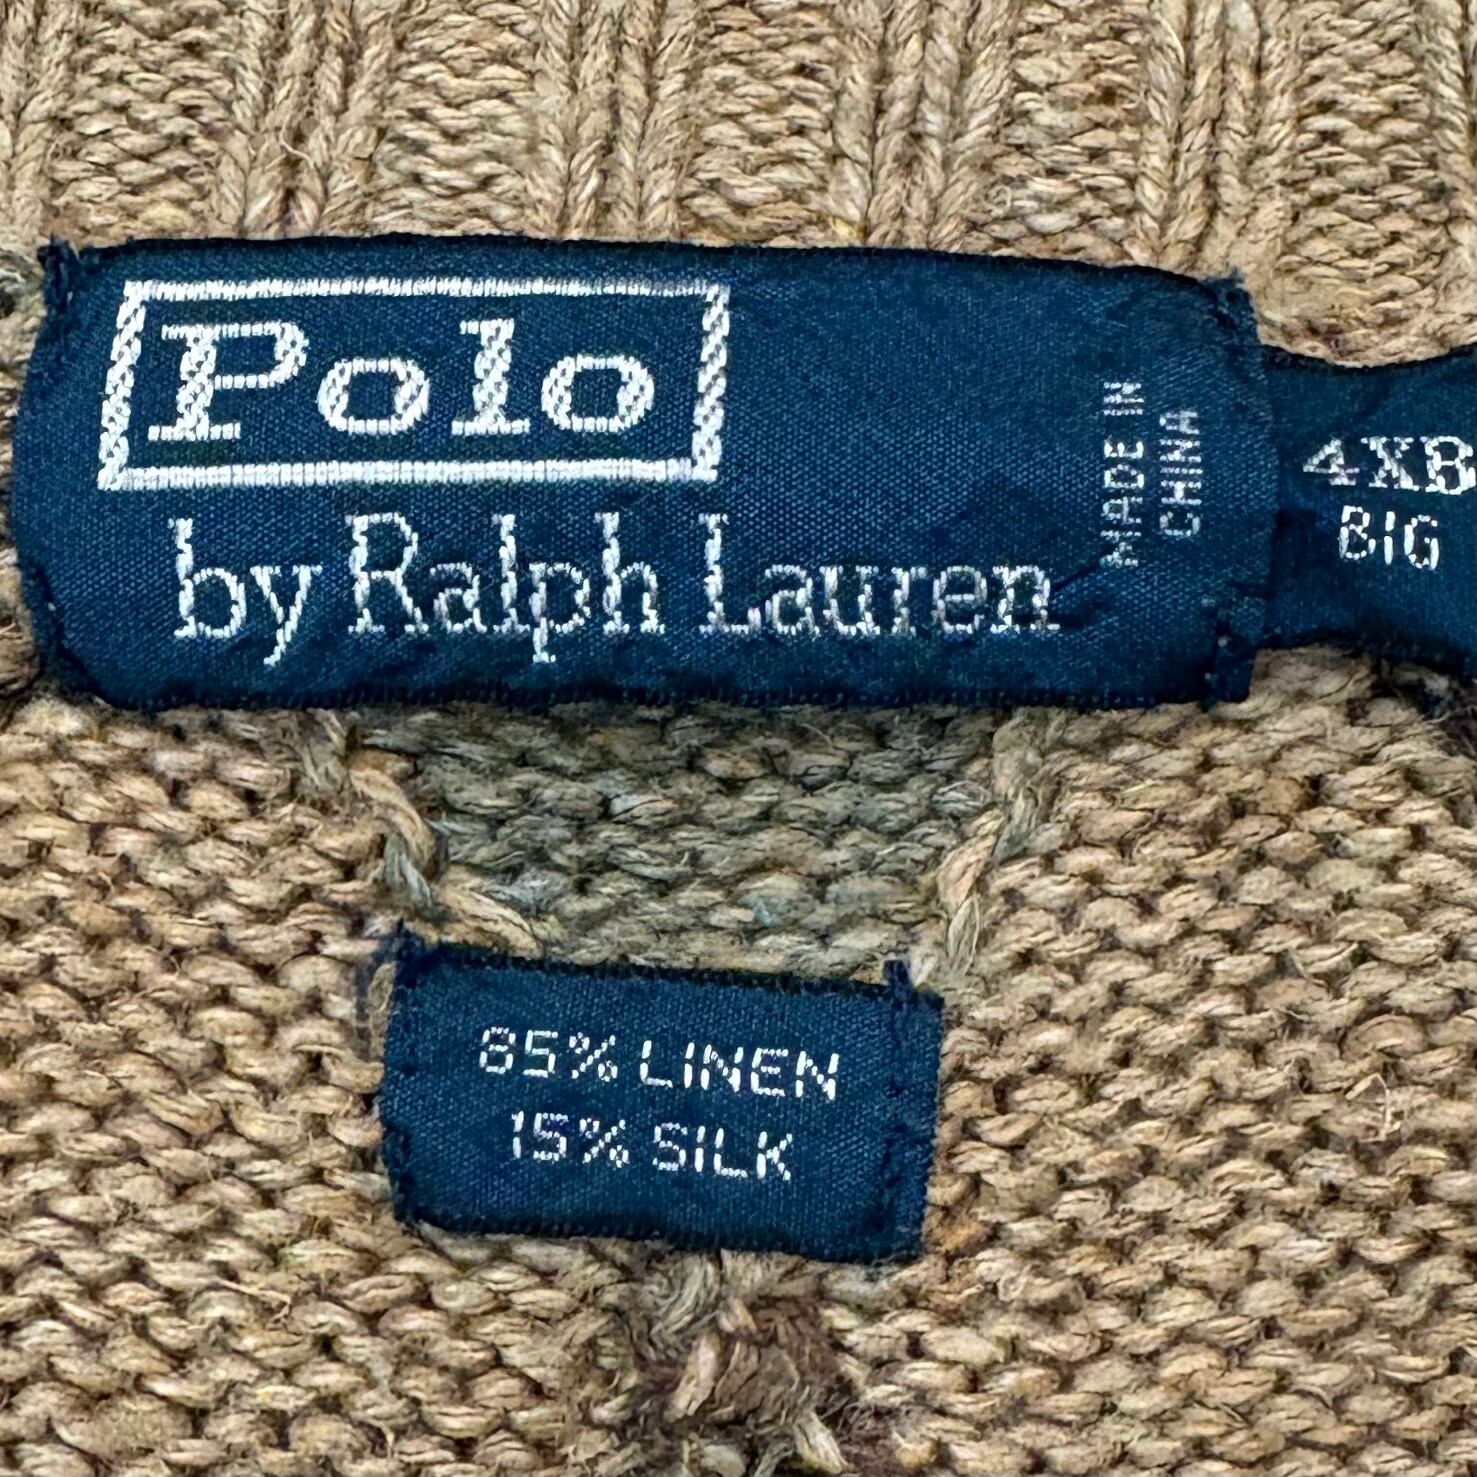 Polo
by Ralph Lauren
MADE IN
CHINA
4XB
BIG
85% LINEN
15% SILK